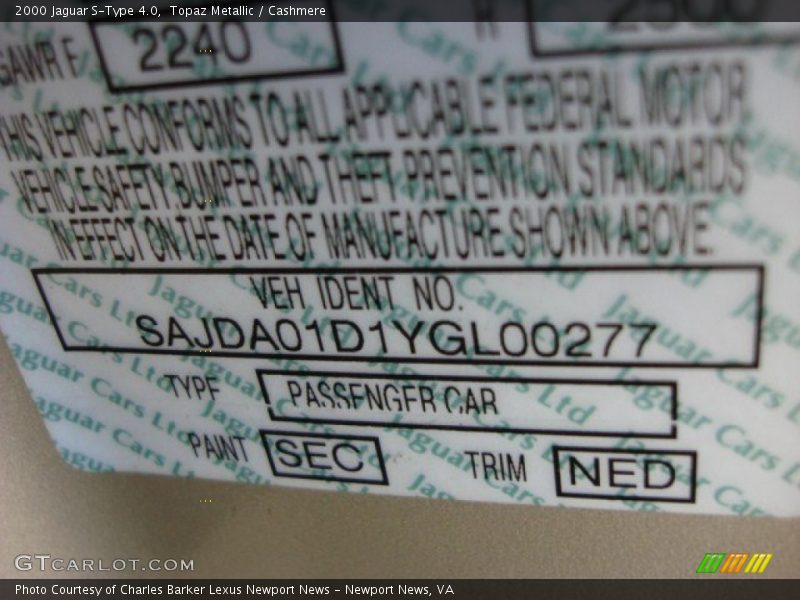 2000 Jaguar S-Type 4.0, Topaz Metallic / Cashmere
GAWR F 2240
THIS VEHICLE CONFORMS TO ALL APPLICABLE FEDERAL MOTOR
VEHICLE SAFETY BUMPER AND THEFT PREVENTION STANDARDS
IN EFFECT ON THE DATE OF MANUFACTURE SHOWN ABOVE
VEH IDENT NO.
SAJDA01D1YGL00277
TYPE PASSENGER CAR
PAINT SEC TRIM NED
Jaguar Cars Ltd
GTCARLOT.COM
Photo Courtesy of Charles Barker Lexus Newport News - Newport News, VA